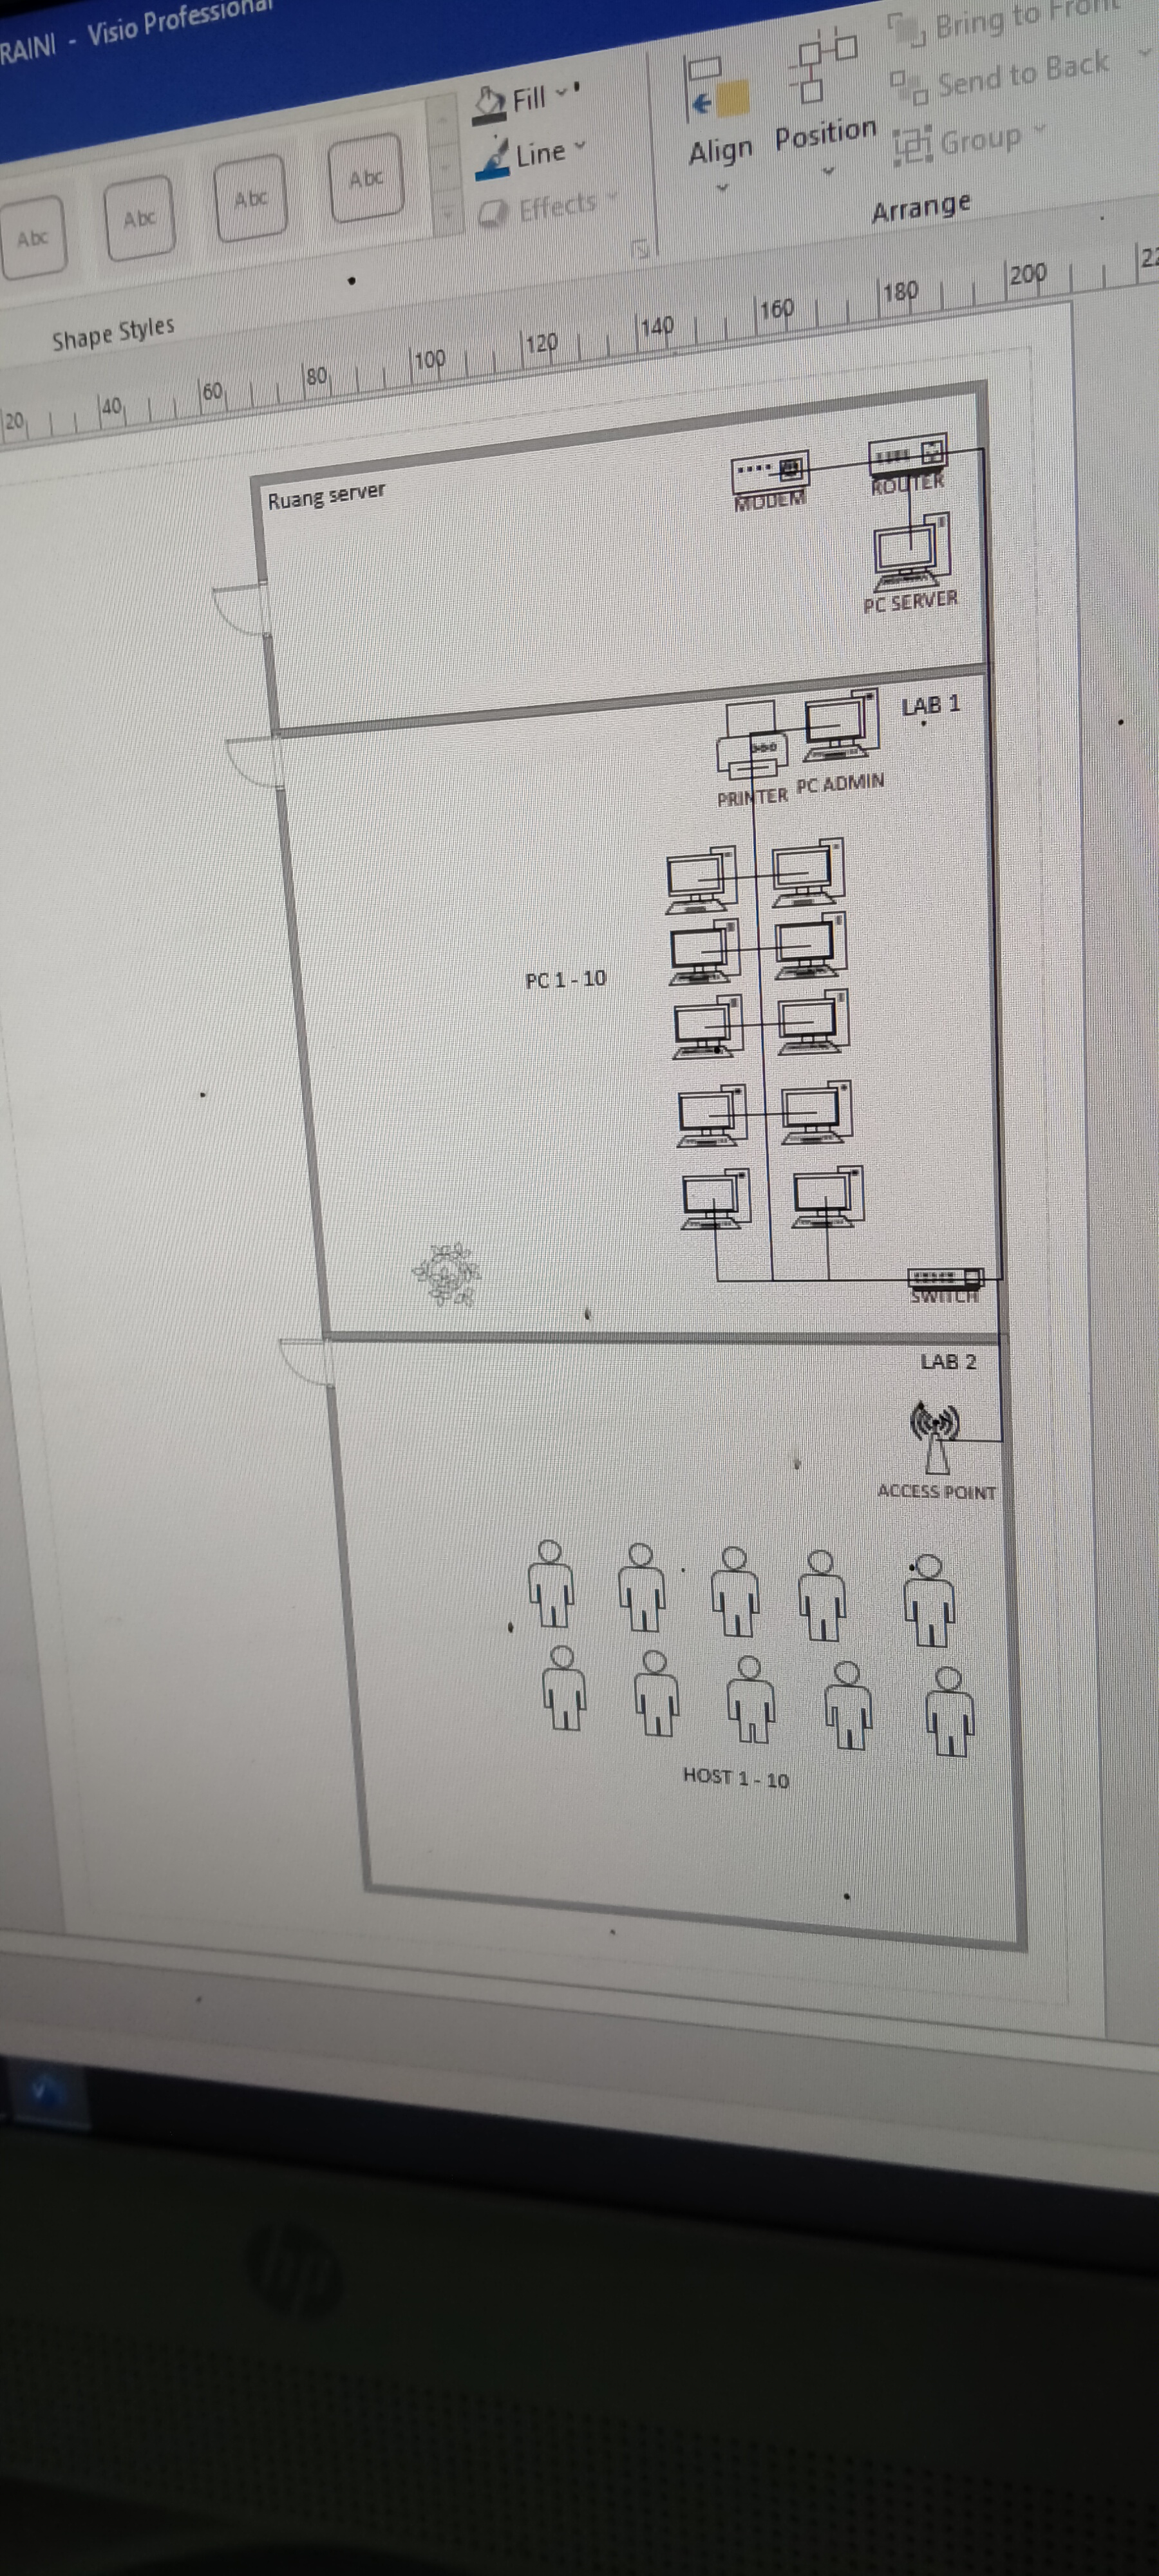 RAINI - Visio Professional
Fill
Line
Effects
Align
Position
Bring to Front
Send to Back
Group
Arrange
Abc
Abc
Abc
Abc
Shape Styles
20 40 60 80 100 120 140 160 180 200 22
Ruang server
MODEM
ROUTER
PC SERVER
LAB 1
PRINTER
PC ADMIN
PC 1 - 10
SWITCH
LAB 2
ACCESS POINT
HOST 1 - 10
hp